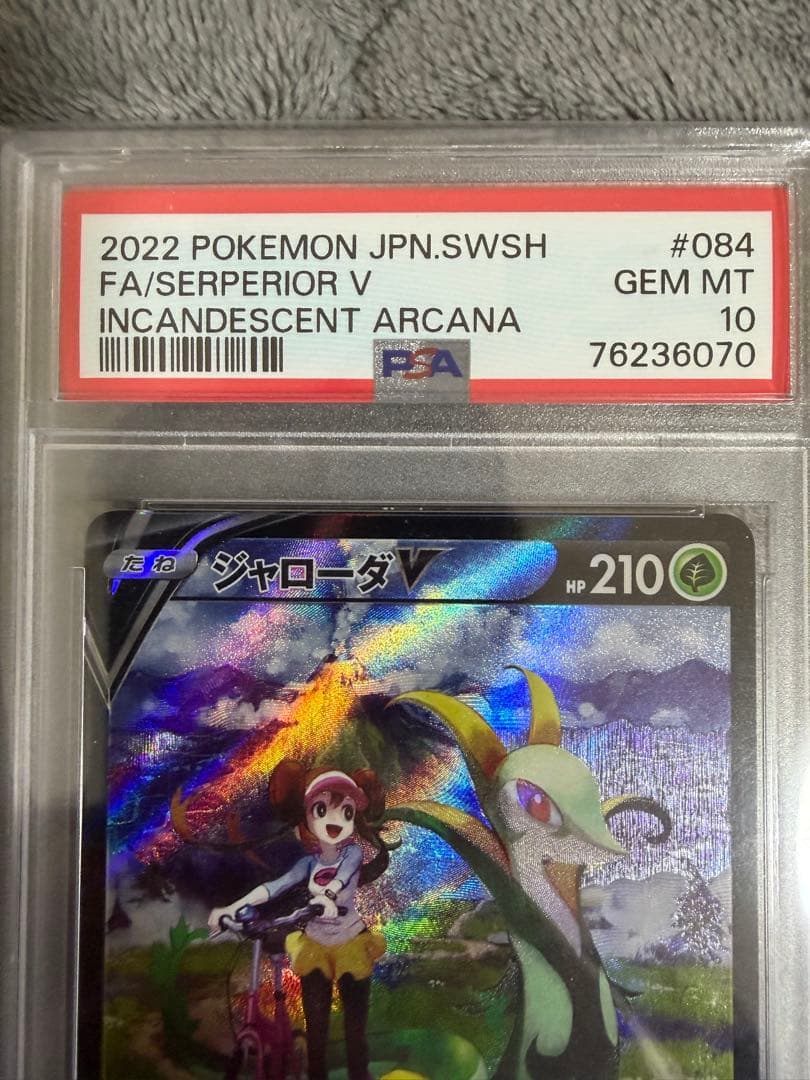 2022 POKEMON JPN.SWSH #084
FA/SERPERIOR V GEM MT
INCANDESCENT ARCANA 10
PSA 76236070
たね ジャローダV HP 210